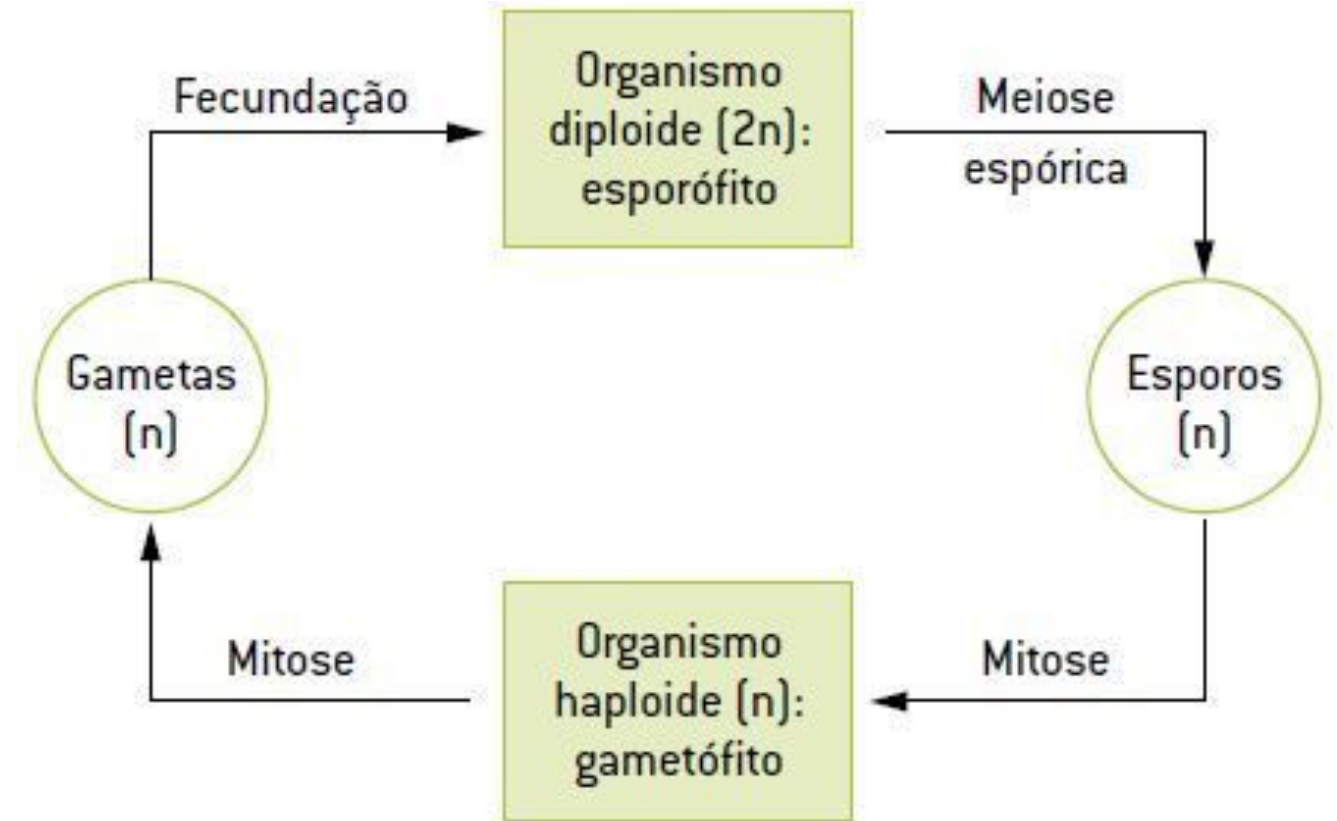 Fecundação
Organismo
diploide (2n):
esporófito
Meiose
espórica
Gametas
(n)
Esporos
(n)
Mitose
Organismo
haploide (n):
gametófito
Mitose